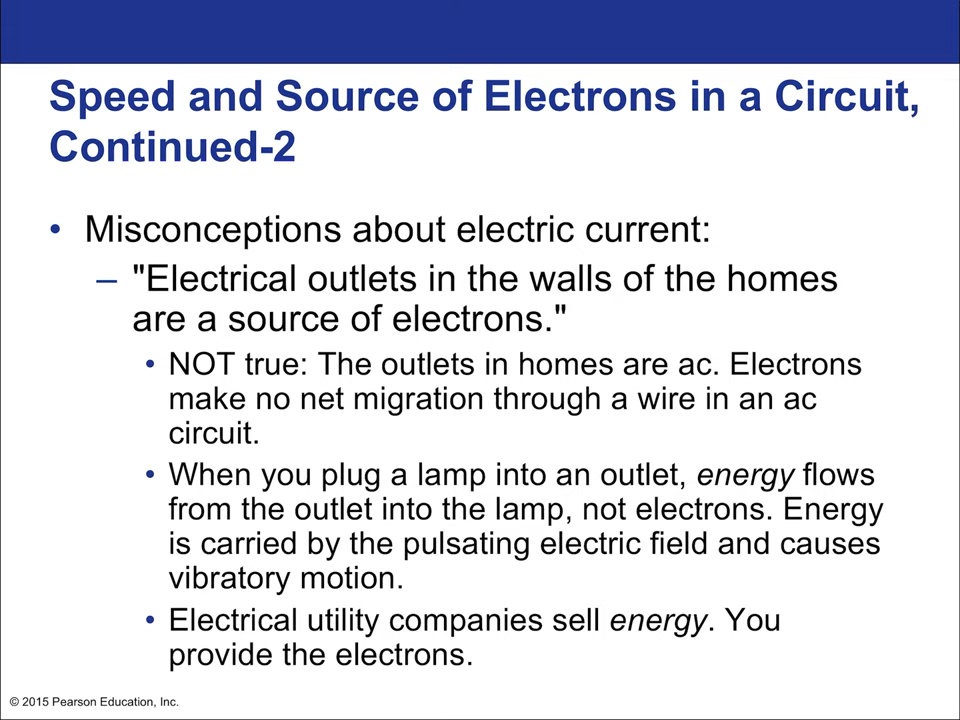 Speed and Source of Electrons in a Circuit,
Continued-2
• Misconceptions about electric current:
– "Electrical outlets in the walls of the homes
are a source of electrons."
• NOT true: The outlets in homes are ac. Electrons
make no net migration through a wire in an ac
circuit.
• When you plug a lamp into an outlet, energy flows
from the outlet into the lamp, not electrons. Energy
is carried by the pulsating electric field and causes
vibratory motion.
• Electrical utility companies sell energy. You
provide the electrons.
© 2015 Pearson Education, Inc.